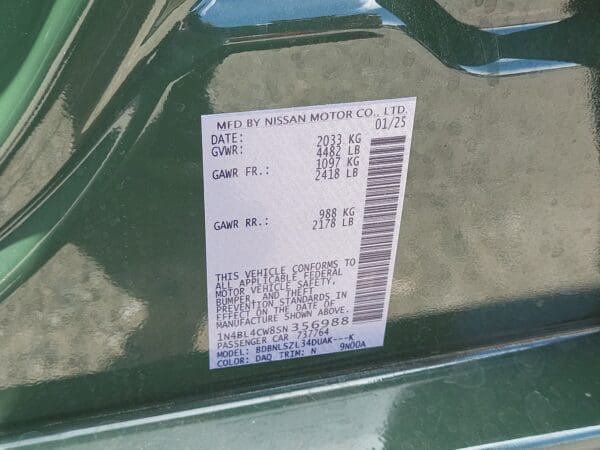 MFD BY NISSAN MOTOR CO., LTD.
DATE: 01/25
GVWR: 2033 KG
4482 LB
GAWR FR.: 1097 KG
2418 LB
GAWR RR.: 988 KG
2178 LB
THIS VEHICLE CONFORMS TO
ALL APPLICABLE FEDERAL
MOTOR VEHICLE SAFETY,
BUMPER, AND THEFT
PREVENTION STANDARDS IN
EFFECT ON THE DATE OF
MANUFACTURE SHOWN ABOVE.
1N4BL4CW8SN356988
PASSENGER CAR 737764
MODEL: BDBNLSZL34DUAK---K
COLOR: DAQ TRIM: N 9N00A